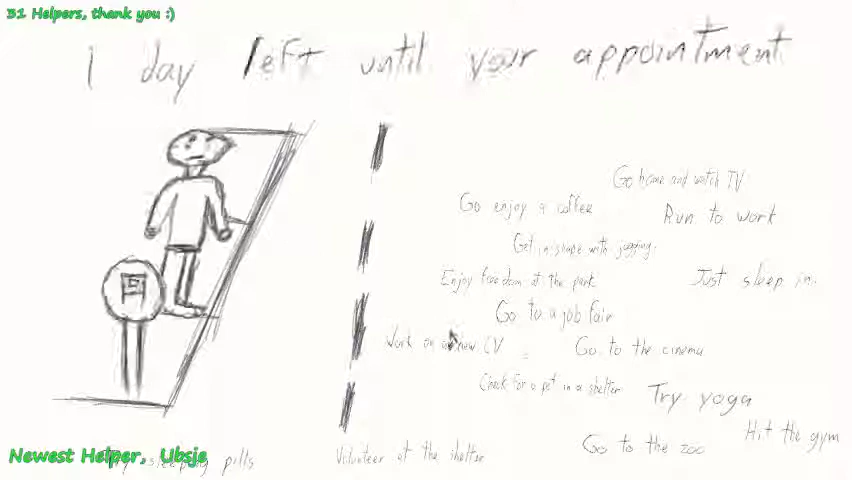 31 Helpers, thank you :)
1 day left until your appointment
Go home and watch TV
Go enjoy a coffee
Run to work
Get in shape with jogging.
Enjoy freedom at the park
Just sleep in.
Go to a job fair
Work on new CV
Go to the cinema
Check for a pet in a shelter
Try yoga
Hit the gym
Go to the zoo
Newest Helper, Ubsje
sleeping pills
Volunteer at the shelter